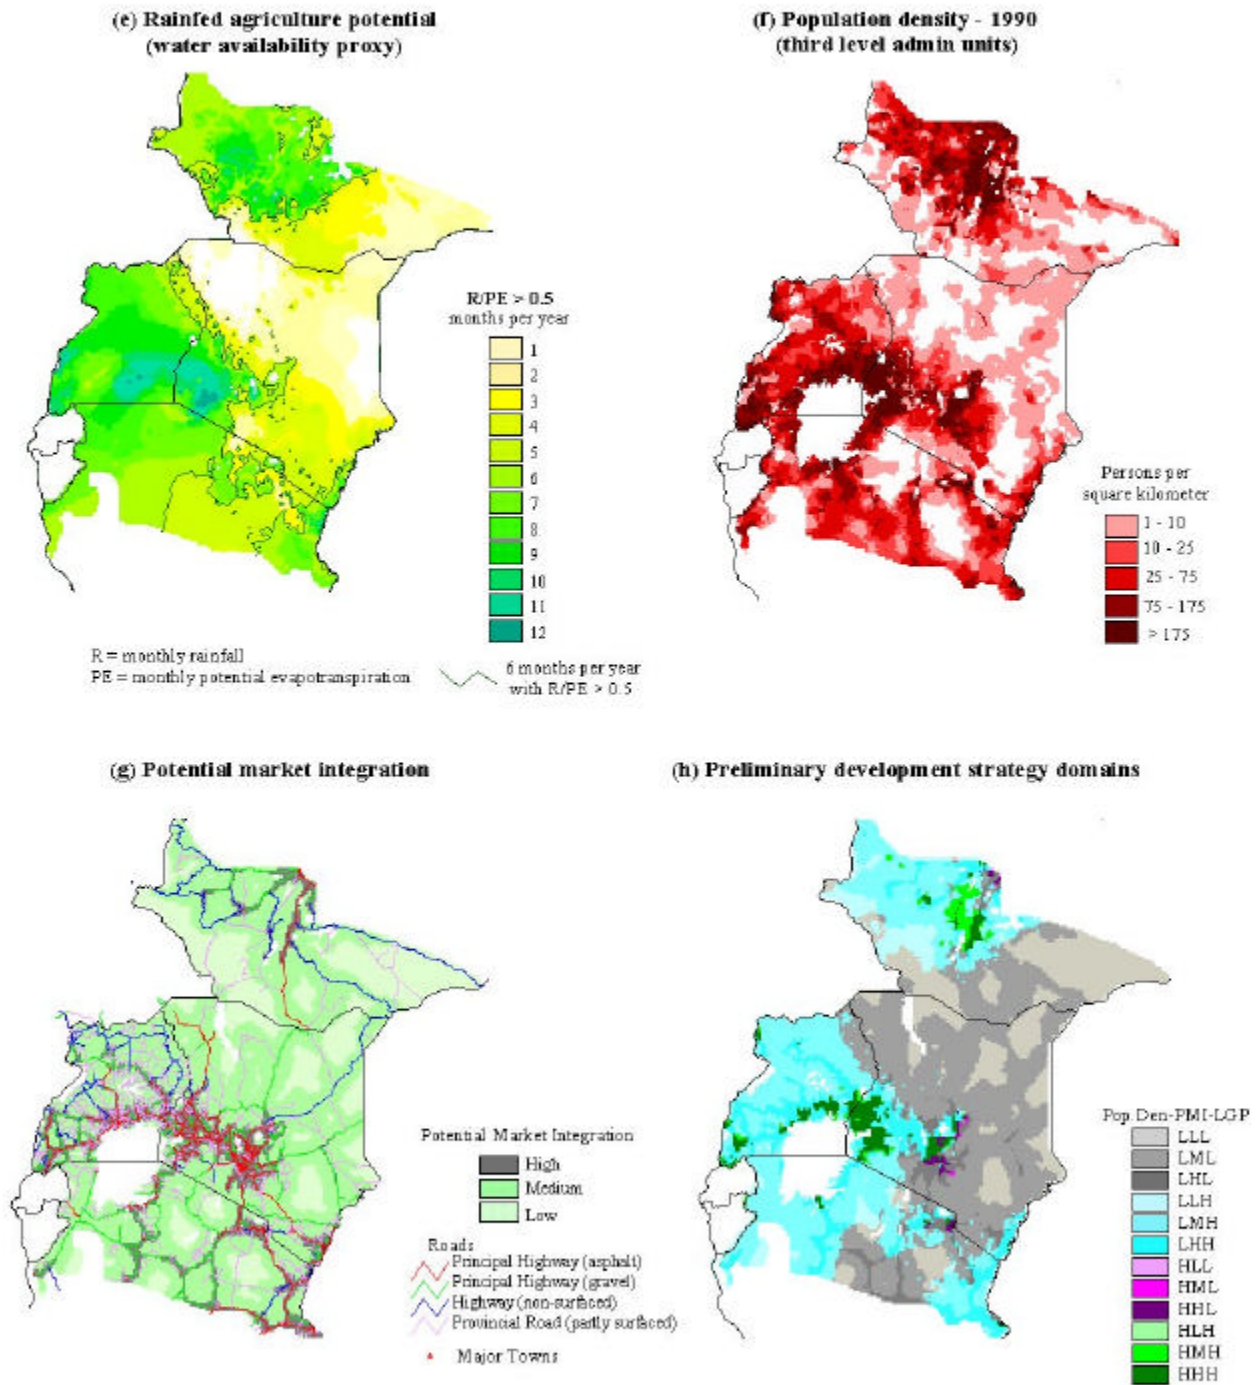 (e) Rainfed agriculture potential
(water availability proxy)
R/PE > 0.5
months per year
1
2
3
4
5
6
7
8
9
10
11
12
R = monthly rainfall
PE = monthly potential evapotranspiration
6 months per year
with R/PE > 0.5
(f) Population density - 1990
(third level admin units)
Persons per
square kilometer
1 - 10
10 - 25
25 - 75
75 - 175
> 175
(g) Potential market integration
Potential Market Integration
High
Medium
Low
Roads
Principal Highway (asphalt)
Principal Highway (gravel)
Highway (non-surfaced)
Provincial Road (partly surfaced)
Major Towns
(h) Preliminary development strategy domains
Pop.Den-PMI-LGP
LLL
LML
LHL
LLH
LMH
LHH
HLL
HML
HHL
HLH
HMH
HHH